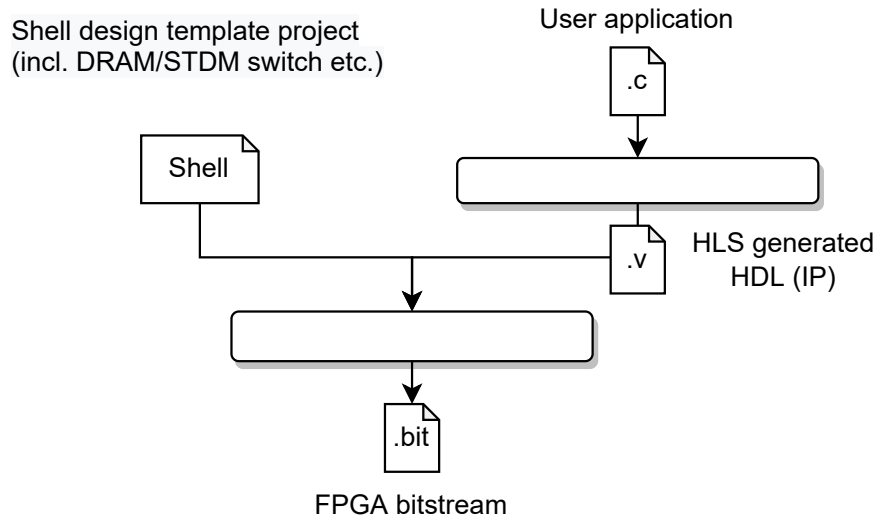 Shell design template project
(incl. DRAM/STDM switch etc.)
User application
.c
Shell
.v
HLS generated
HDL (IP)
.bit
FPGA bitstream